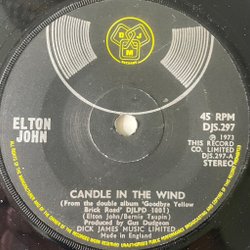 DJM
ELTON
JOHN
45 RPM
DJS.297
℗ 1973
THIS RECORD
CO. LIMITED
DJS.297-A
STEREO
CANDLE IN THE WIND
(From the double album 'Goodbye Yellow
Brick Road' DJLPD 1001)
(Elton John/Bernie Taupin)
Produced by Gus Dudgeon
DICK JAMES MUSIC LIMITED
Made in England